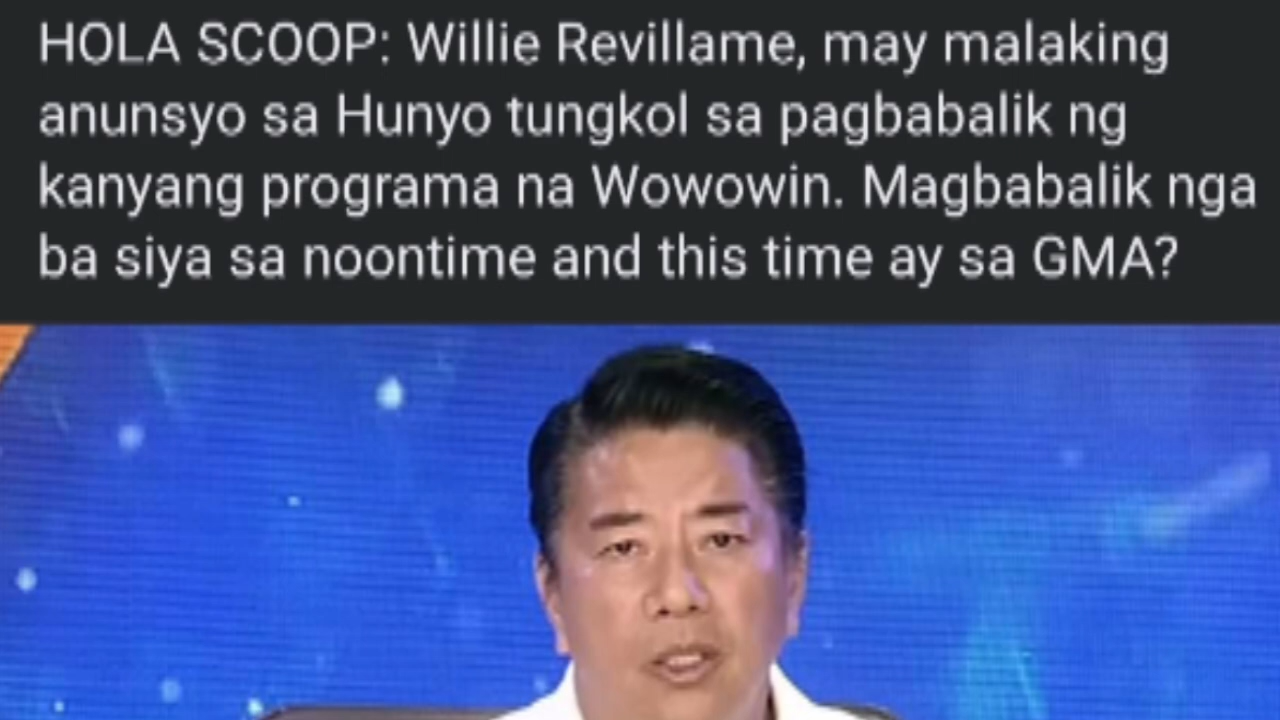 HOLA SCOOP: Willie Revillame, may malaking
anunsyo sa Hunyo tungkol sa pagbabalik ng
kanyang programa na Wowowin. Magbabalik nga
ba siya sa noontime and this time ay sa GMA?